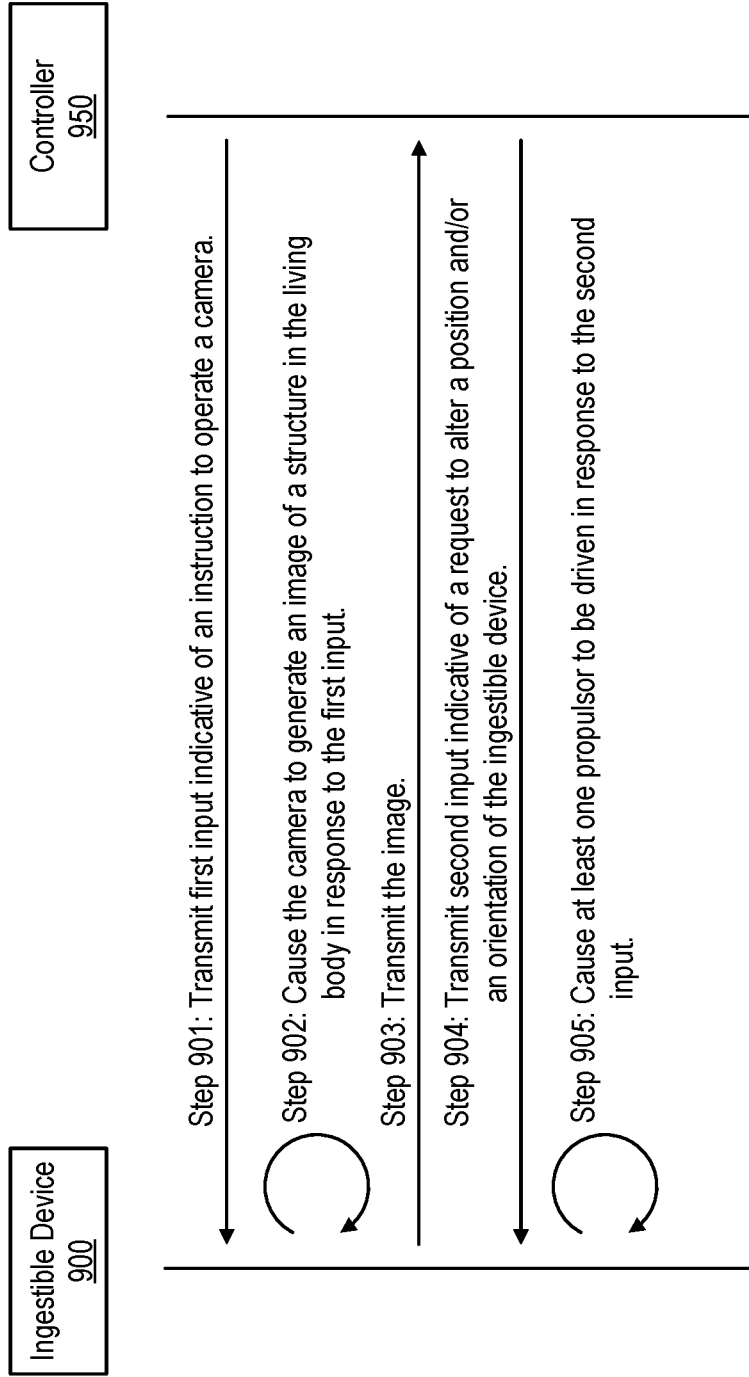 Ingestible Device
900
Controller
950
Step 901: Transmit first input indicative of an instruction to operate a camera.
Step 902: Cause the camera to generate an image of a structure in the living
body in response to the first input.
Step 903: Transmit the image.
Step 904: Transmit second input indicative of a request to alter a position and/or
an orientation of the ingestible device.
Step 905: Cause at least one propulsor to be driven in response to the second
input.